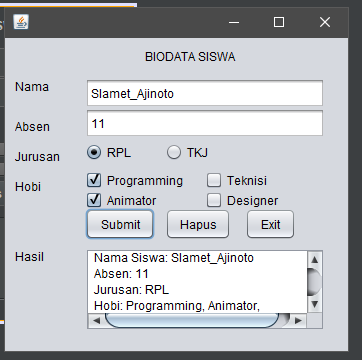 BIODATA SISWA
Nama
Slamet_Ajinoto
Absen
11
Jurusan
RPL
TKJ
Hobi
Programming
Teknisi
Animator
Designer
Submit
Hapus
Exit
Hasil
Nama Siswa: Slamet_Ajinoto
Absen: 11
Jurusan: RPL
Hobi: Programming, Animator,